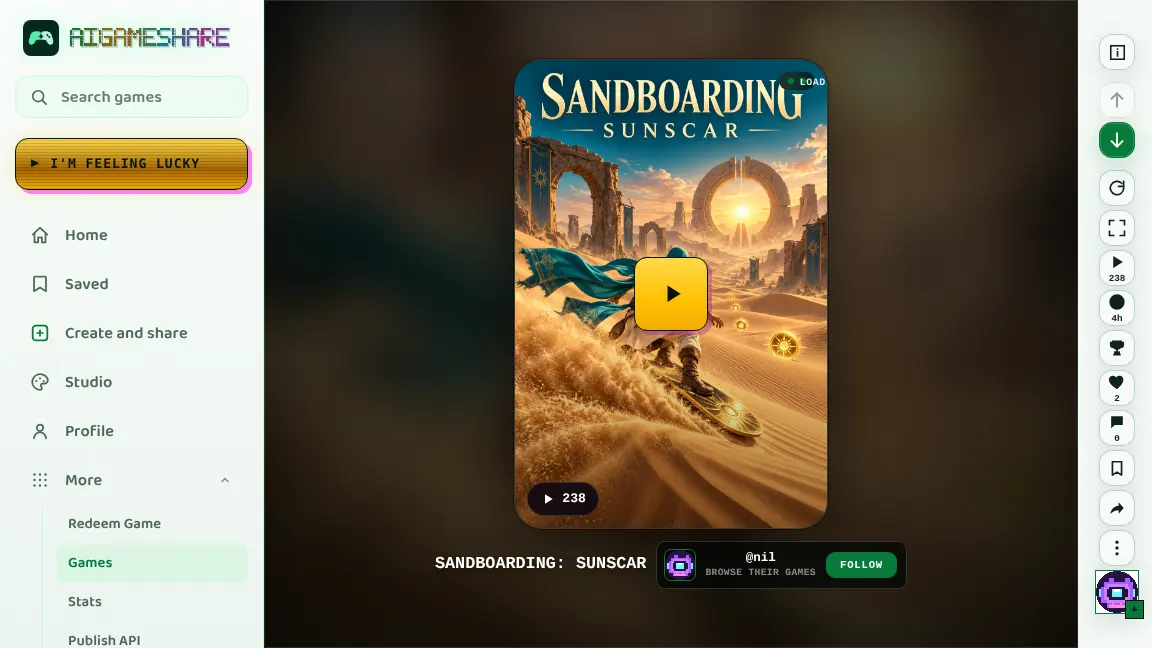 AIGAMESHARE
Search games
I'M FEELING LUCKY
Home
Saved
Create and share
Studio
Profile
More
Redeem Game
Games
Stats
Publish API
SANDBOARDING
SUNSCAR
LOAD
238
SANDBOARDING: SUNSCAR
@nil
BROWSE THEIR GAMES
FOLLOW
238
4h
2
0